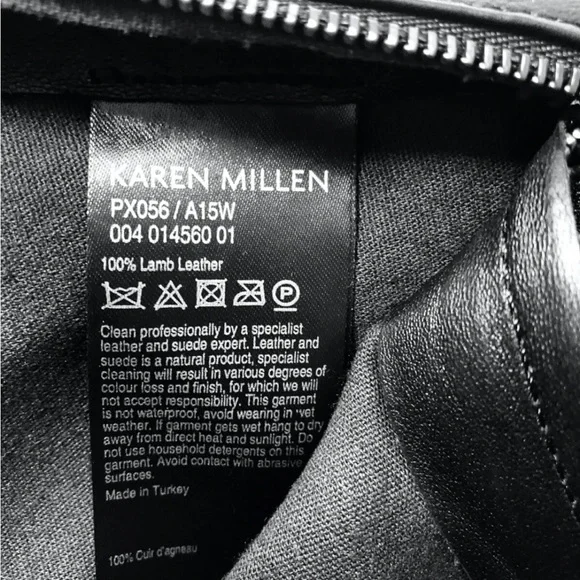 KAREN MILLEN
PX056 / A15W
004 014560 01
100% Lamb Leather
P
Clean professionally by a specialist
leather and suede expert. Leather and
suede is a natural product, specialist
cleaning will result in various degrees of
colour loss and finish, for which we will
not accept responsibility. This garment
is not waterproof, avoid wearing in wet
weather. If garment gets wet hang to dry
away from direct heat and sunlight. Do
not use household detergents on this
garment. Avoid contact with abrasive
surfaces.
Made in Turkey
100% Cuir d'agneau